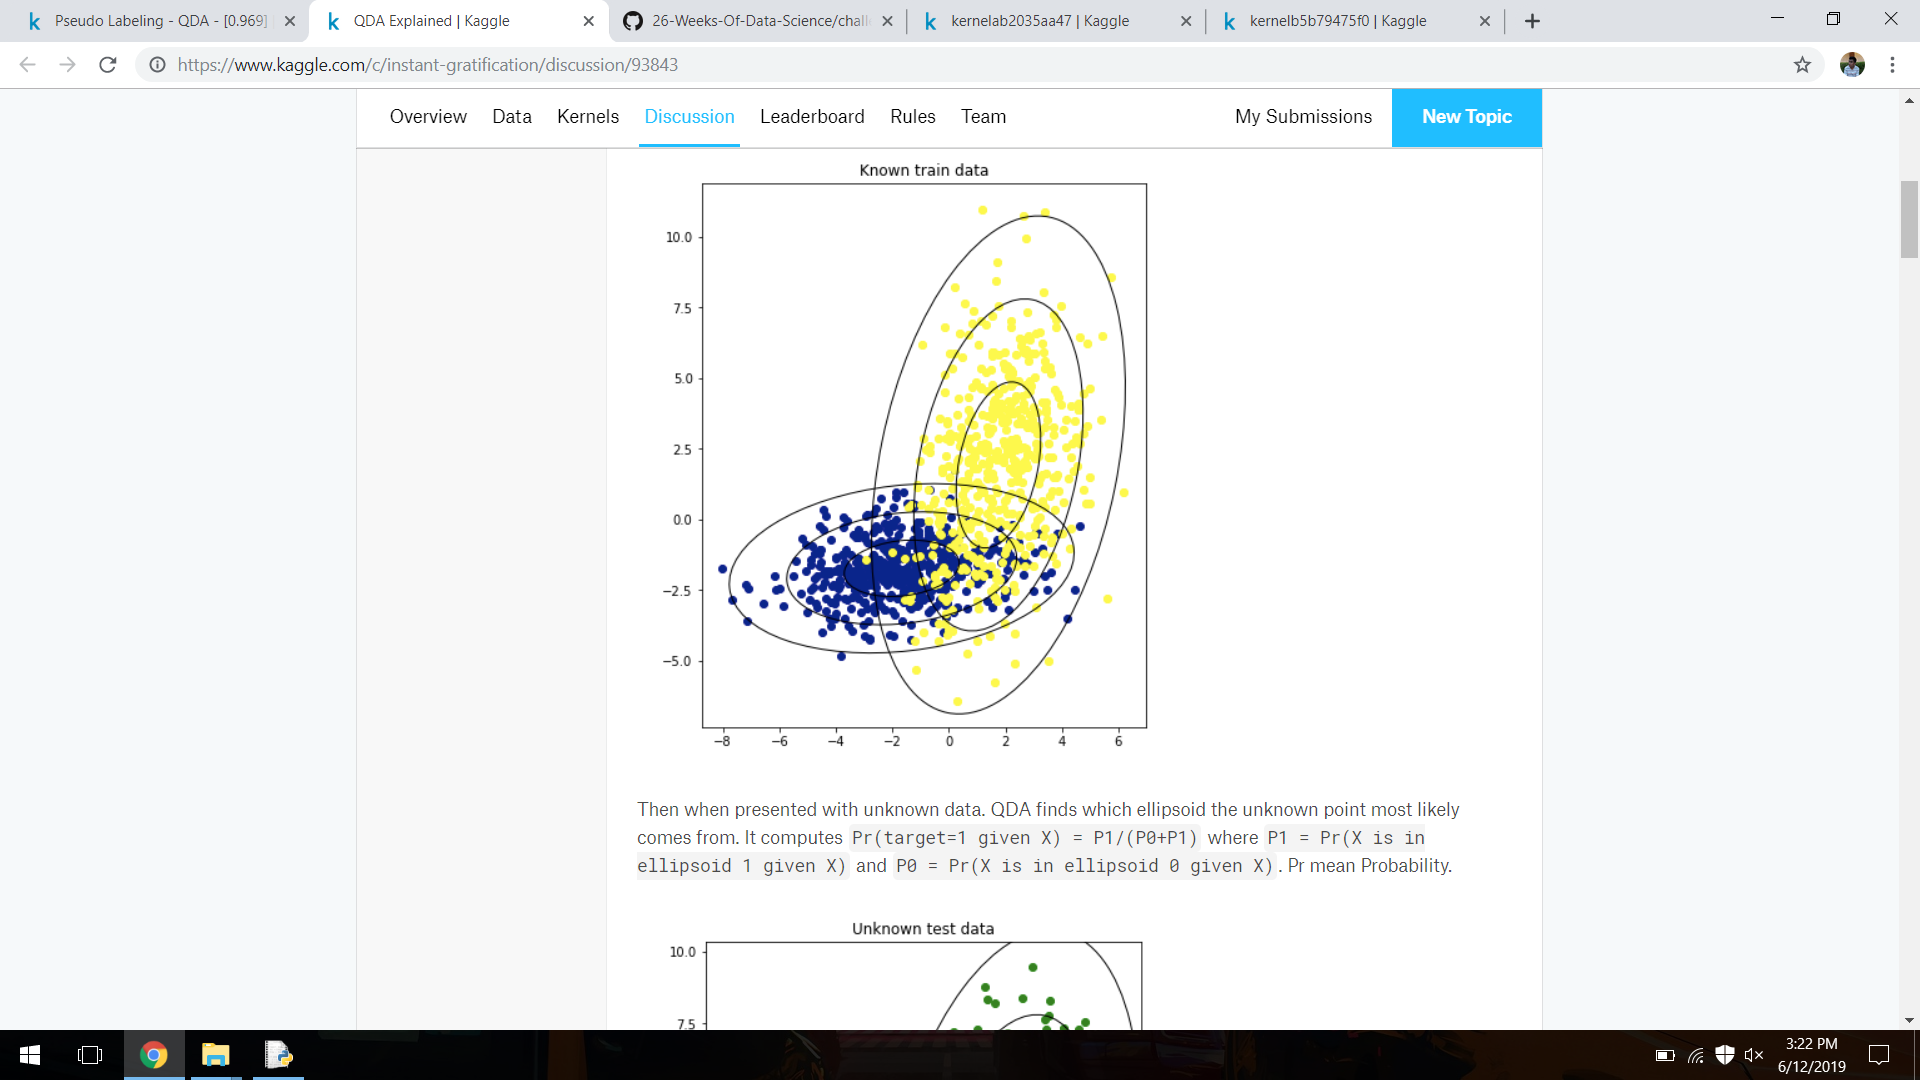 Pseudo Labeling - QDA - [0.969]
QDA Explained | Kaggle
26-Weeks-Of-Data-Science/chall
kernelab2035aa47 | Kaggle
kernelb5b79475f0 | Kaggle
https://www.kaggle.com/c/instant-gratification/discussion/93843
Overview Data Kernels Discussion Leaderboard Rules Team My Submissions New Topic
Known train data
10.0
7.5
5.0
2.5
0.0
−2.5
−5.0
−8 −6 −4 −2 0 2 4 6
Then when presented with unknown data. QDA finds which ellipsoid the unknown point most likely
comes from. It computes Pr(target=1 given X) = P1/(P0+P1) where P1 = Pr(X is in
ellipsoid 1 given X) and P0 = Pr(X is in ellipsoid 0 given X). Pr mean Probability.
Unknown test data
10.0
7.5
3:22 PM
6/12/2019